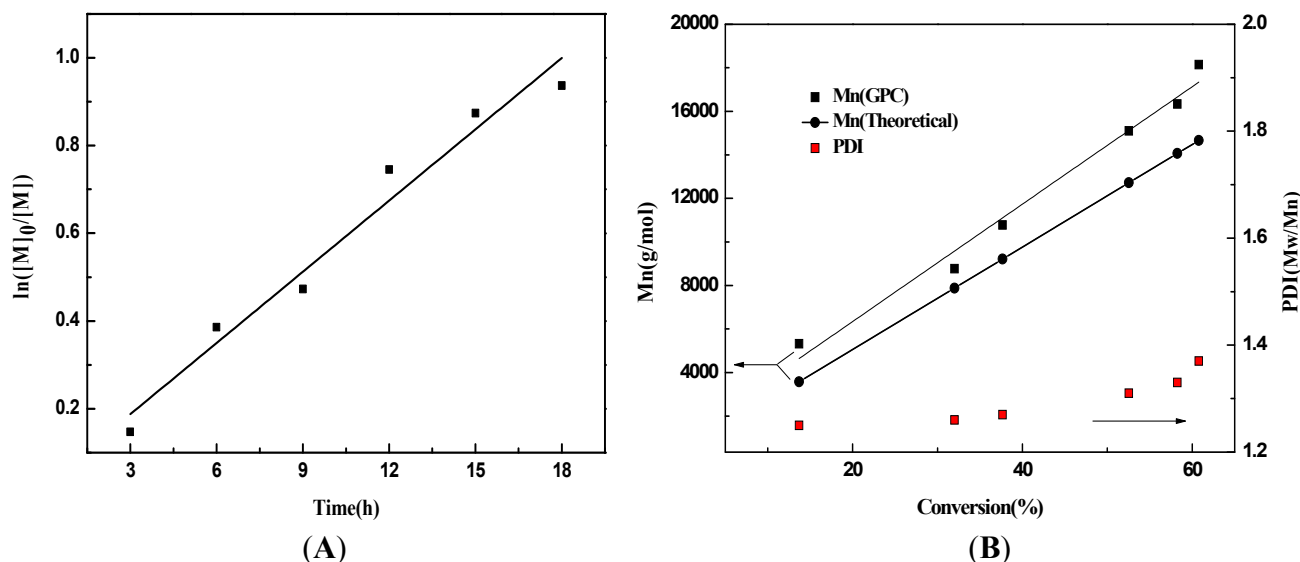 1.0
0.8
0.6
0.4
0.2
3 6 9 12 15 18
ln([M]0/[M])
Time(h)
(A)
20000
16000
12000
8000
4000
Mn(g/mol)
Mn(GPC)
Mn(Theoretical)
PDI
2.0
1.8
1.6
1.4
1.2
PDI(Mw/Mn)
20 40 60
Conversion(%)
(B)